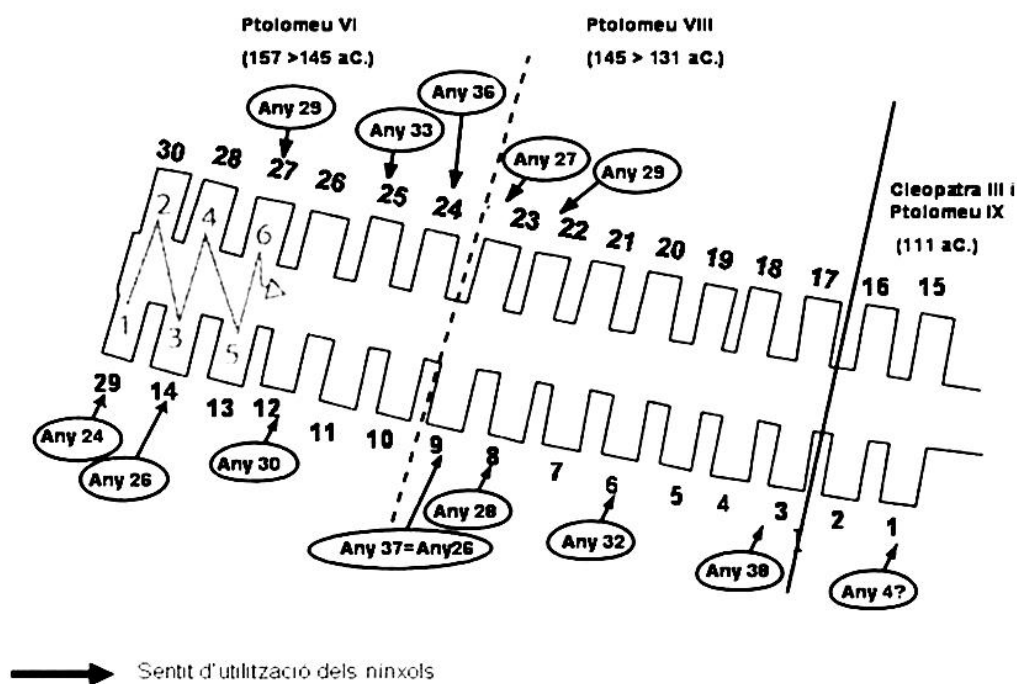 Ptolomeu VI
(157 >145 aC.)
Ptolomeu VIII
(145 > 131 aC.)
Any 29
Any 33
Any 36
Any 27
Any 29
Cleopatra III i
Ptolomeu IX
(111 aC.)
30 28 27 26 25 24 23 22 21 20 19 18 17 16 15
2 4 6
1 3 5
29 14 13 12 11 10 9 8 7 6 5 4 3 2 1
Any 24
Any 26
Any 30
Any 37=Any26
Any 28
Any 32
Any 38
Any 4?
Sentit d'utilització dels nínxols